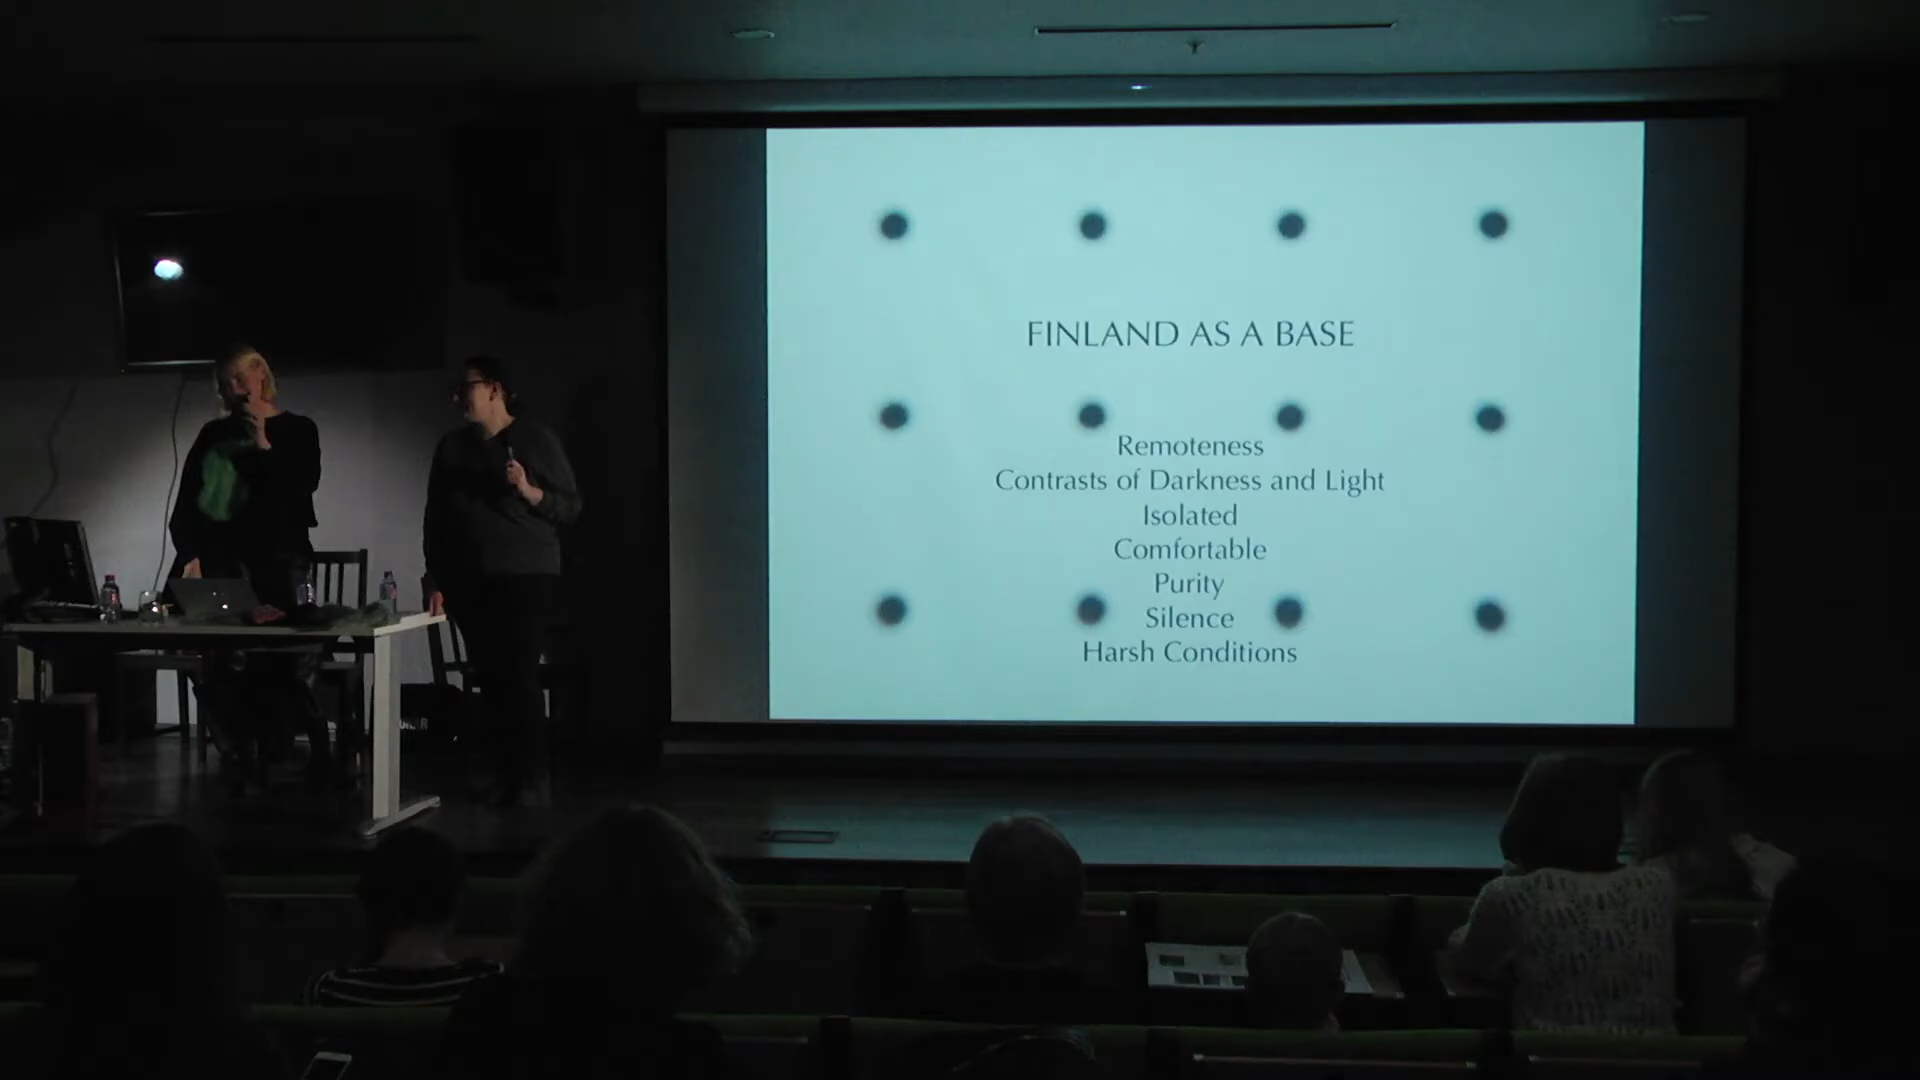 FINLAND AS A BASE
Remoteness
Contrasts of Darkness and Light
Isolated
Comfortable
Purity
Silence
Harsh Conditions